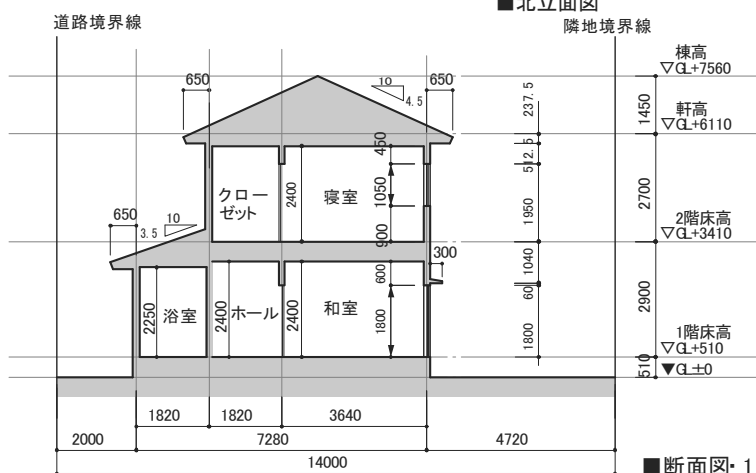 ■北立面図
道路境界線
隣地境界線
棟高
▽GL+7560
650
10
4.5
650
237.5
1450
軒高
▽GL+6110
450
512.5
クロー
ゼット
2400
寝室
1050
1950
2700
650
10
3.5
900
2階床高
▽GL+3410
300
600
1040
60
2900
浴室
2250
2400
ホール
2400
和室
1800
1800
1階床高
▽GL+510
510
▼GL±0
1820
1820
3640
2000
7280
4720
14000
■断面図・1